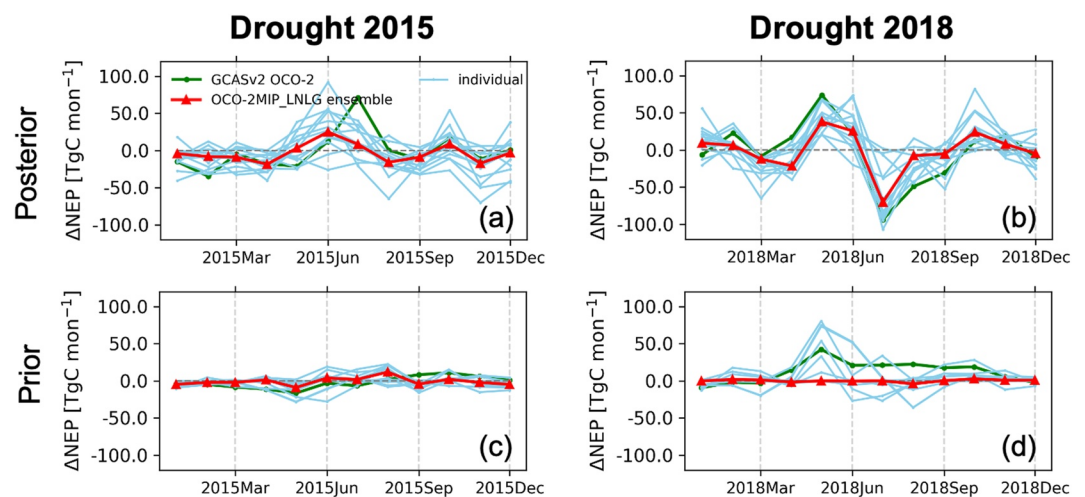 Drought 2015
Drought 2018
Posterior
ΔNEP [TgC mon⁻¹]
100.0
50.0
0.0
-50.0
-100.0
GCASv2 OCO-2
individual
OCO-2MIP_LNLG ensemble
(a)
2015Mar
2015Jun
2015Sep
2015Dec
ΔNEP [TgC mon⁻¹]
100.0
50.0
0.0
-50.0
-100.0
(b)
2018Mar
2018Jun
2018Sep
2018Dec
Prior
ΔNEP [TgC mon⁻¹]
100.0
50.0
0.0
-50.0
-100.0
(c)
2015Mar
2015Jun
2015Sep
2015Dec
ΔNEP [TgC mon⁻¹]
100.0
50.0
0.0
-50.0
-100.0
(d)
2018Mar
2018Jun
2018Sep
2018Dec